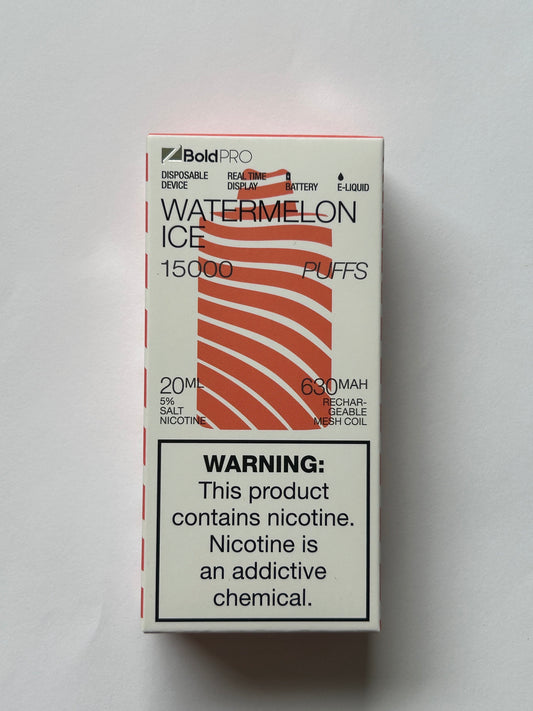 BoldPRO
DISPOSABLE DEVICE
REAL TIME DISPLAY
BATTERY
E-LIQUID
WATERMELON
ICE
15000 PUFFS
20ML
5%
SALT
NICOTINE
630MAH
RECHAR-
GEABLE
MESH COIL
WARNING:
This product
contains nicotine.
Nicotine is
an addictive
chemical.